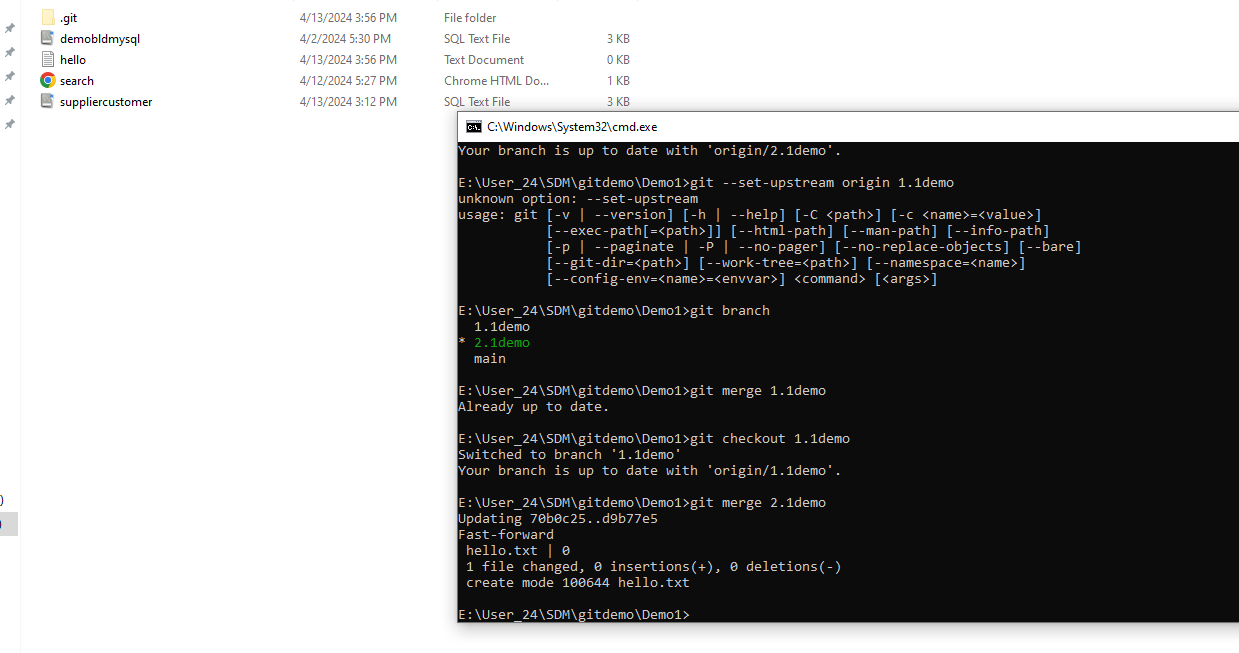 .git 4/13/2024 3:56 PM File folder
demobldmysql 4/2/2024 5:30 PM SQL Text File 3 KB
hello 4/13/2024 3:56 PM Text Document 0 KB
search 4/12/2024 5:27 PM Chrome HTML Do... 1 KB
suppliercustomer 4/13/2024 3:12 PM SQL Text File 3 KB
C:\Windows\System32\cmd.exe
Your branch is up to date with 'origin/2.1demo'.
E:\User_24\SDM\gitdemo\Demo1>git --set-upstream origin 1.1demo
unknown option: --set-upstream
usage: git [-v | --version] [-h | --help] [-C <path>] [-c <name>=<value>]
[--exec-path[=<path>]] [--html-path] [--man-path] [--info-path]
[-p | --paginate | -P | --no-pager] [--no-replace-objects] [--bare]
[--git-dir=<path>] [--work-tree=<path>] [--namespace=<name>]
[--config-env=<name>=<envvar>] <command> [<args>]
E:\User_24\SDM\gitdemo\Demo1>git branch
1.1demo
* 2.1demo
main
E:\User_24\SDM\gitdemo\Demo1>git merge 1.1demo
Already up to date.
E:\User_24\SDM\gitdemo\Demo1>git checkout 1.1demo
Switched to branch '1.1demo'
Your branch is up to date with 'origin/1.1demo'.
E:\User_24\SDM\gitdemo\Demo1>git merge 2.1demo
Updating 70b0c25..d9b77e5
Fast-forward
hello.txt | 0
1 file changed, 0 insertions(+), 0 deletions(-)
create mode 100644 hello.txt
E:\User_24\SDM\gitdemo\Demo1>
)
)